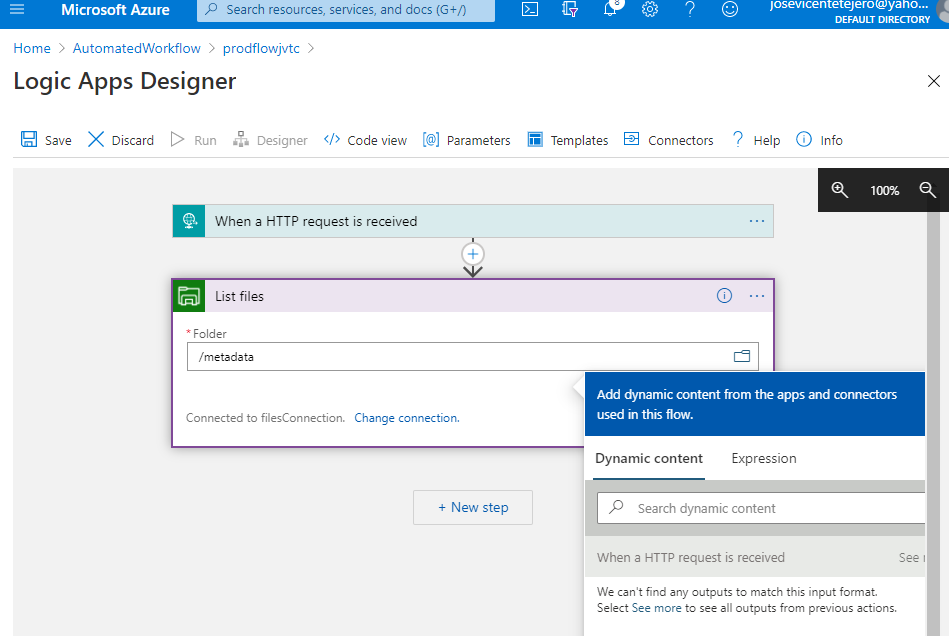 Microsoft Azure
Search resources, services, and docs (G+/)
8
josevicentetejero@yaho...
DEFAULT DIRECTORY
Home > AutomatedWorkflow > prodflowjvtc >
Logic Apps Designer
Save Discard Run Designer Code view Parameters Templates Connectors Help Info
100%
When a HTTP request is received
List files
* Folder
/metadata
Connected to filesConnection. Change connection.
Add dynamic content from the apps and connectors
used in this flow.
Dynamic content Expression
Search dynamic content
+ New step
When a HTTP request is received See
We can't find any outputs to match this input format.
Select See more to see all outputs from previous actions.